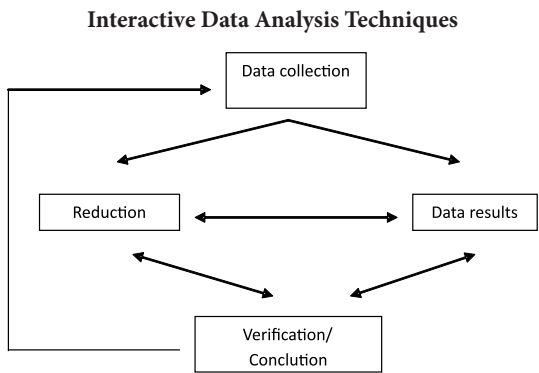 Interactive Data Analysis Techniques
Data collection
Reduction
Data results
Verification/
Conclution